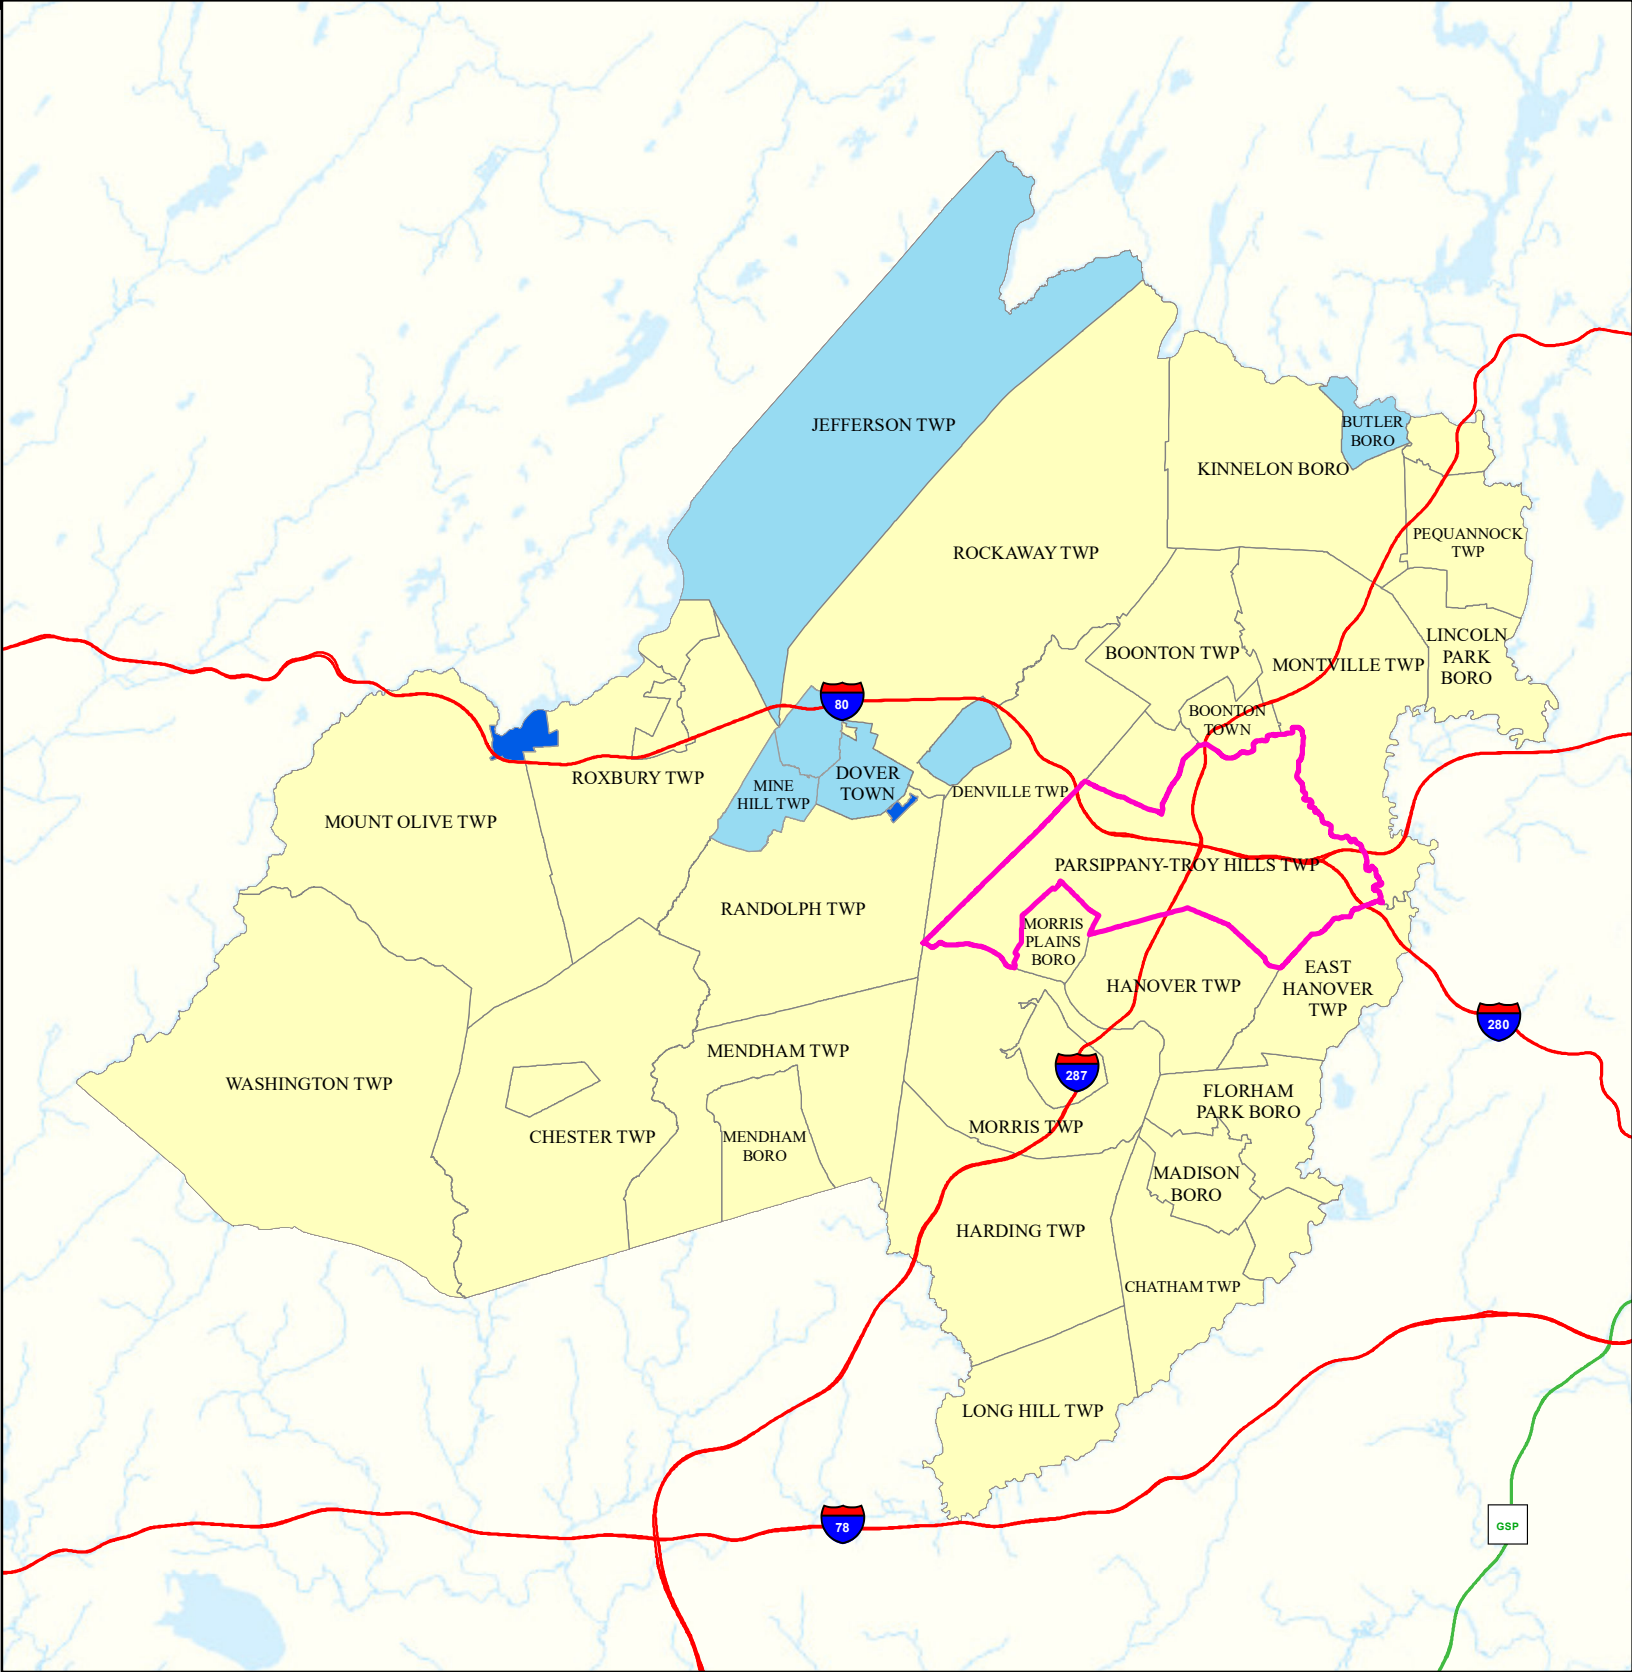 JEFFERSON TWP
BUTLER
BORO
KINNELON BORO
PEQUANNOCK
TWP
ROCKAWAY TWP
LINCOLN
PARK
BORO
BOONTON TWP
MONTVILLE TWP
80
BOONTON
TOWN
ROXBURY TWP
MINE
HILL TWP
DOVER
TOWN
DENVILLE TWP
MOUNT OLIVE TWP
PARSIPPANY-TROY HILLS TWP
RANDOLPH TWP
MORRIS
PLAINS
BORO
EAST
HANOVER
TWP
HANOVER TWP
280
MENDHAM TWP
287
WASHINGTON TWP
FLORHAM
PARK BORO
CHESTER TWP
MENDHAM
BORO
MORRIS TWP
MADISON
BORO
HARDING TWP
CHATHAM TWP
LONG HILL TWP
78
GSP